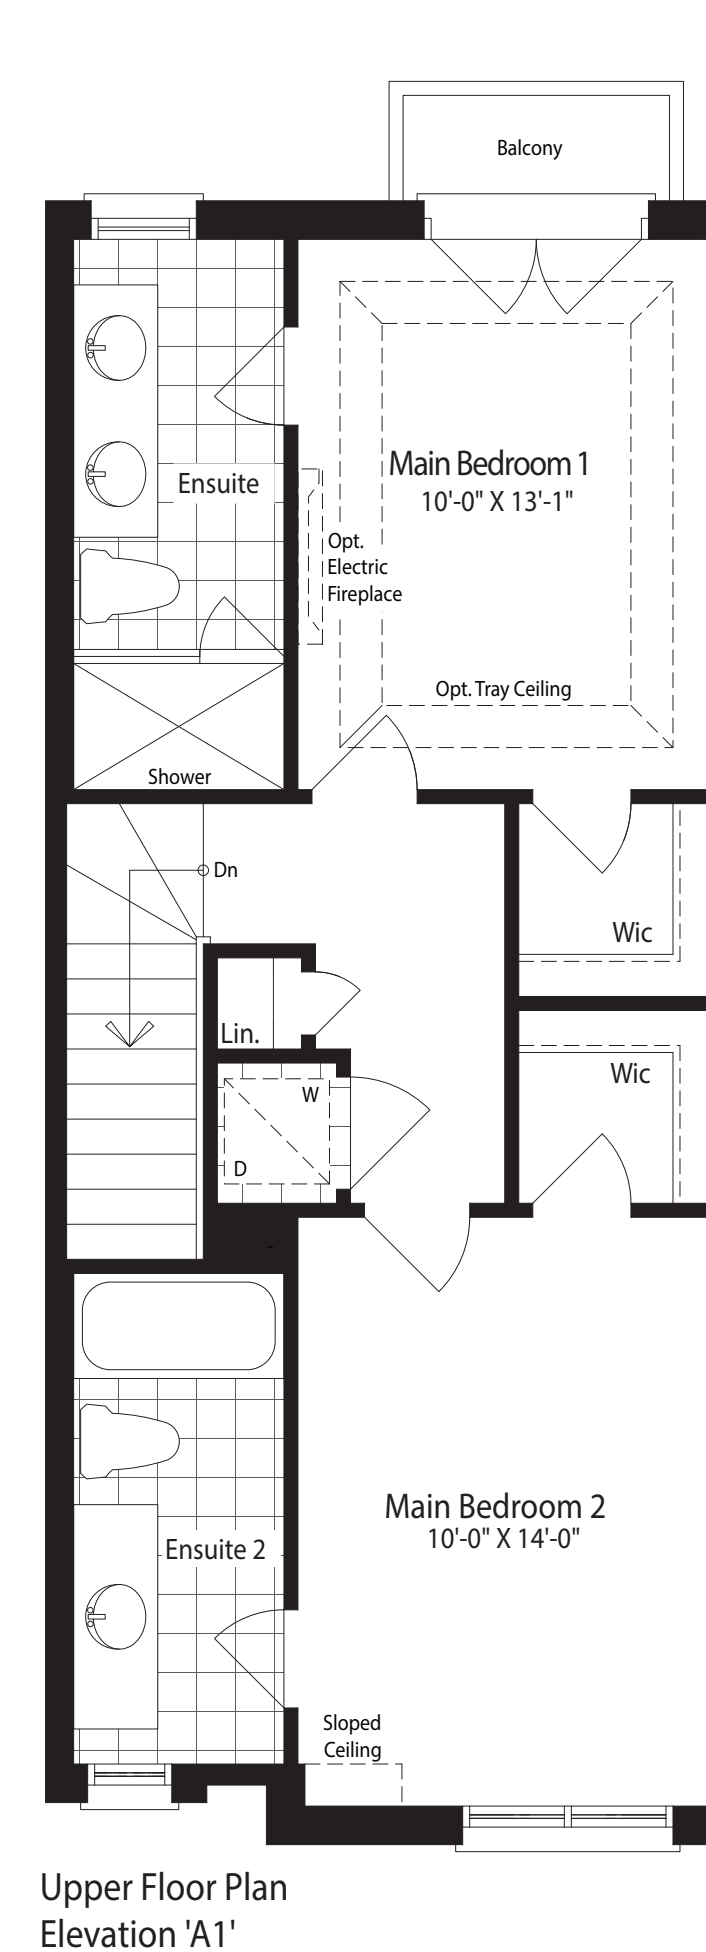 Balcony
Main Bedroom 1
10'-0" X 13'-1"
Ensuite
Opt.
Electric
Fireplace
Opt. Tray Ceiling
Shower
Dn
Wic
Lin.
Wic
W
D
Main Bedroom 2
10'-0" X 14'-0"
Ensuite 2
Sloped
Ceiling
Upper Floor Plan
Elevation 'A1'